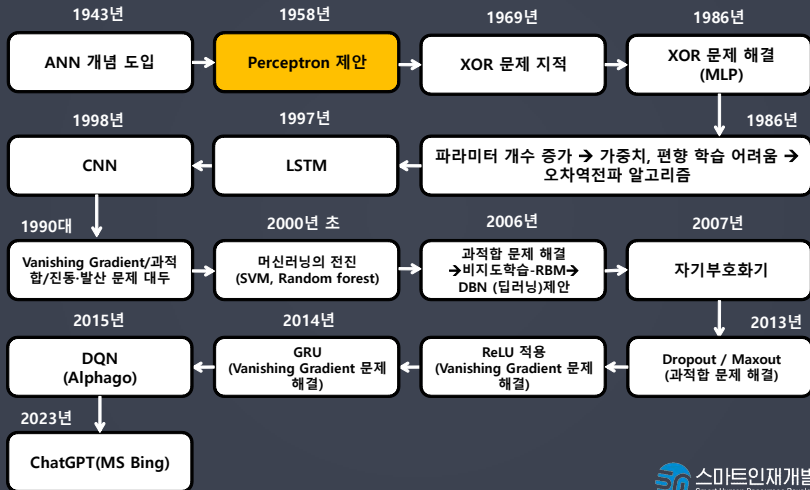 1943년
1958년
1969년
1986년
ANN 개념 도입
Perceptron 제안
XOR 문제 지적
XOR 문제 해결
(MLP)
1986년
1997년
1998년
파라미터 개수 증가 → 가중치, 편향 학습 어려움 →
오차역전파 알고리즘
LSTM
CNN
1990대
2000년 초
2006년
2007년
Vanishing Gradient/과적
합/진동·발산 문제 대두
머신러닝의 전진
(SVM, Random forest)
과적합 문제 해결
→비지도학습-RBM→
DBN (딥러닝)제안
자기부호화기
2013년
2014년
2015년
Dropout / Maxout
(과적합 문제 해결)
ReLU 적용
(Vanishing Gradient 문제
해결)
GRU
(Vanishing Gradient 문제
해결)
DQN
(Alphago)
2023년
ChatGPT(MS Bing)
스마트인재개발